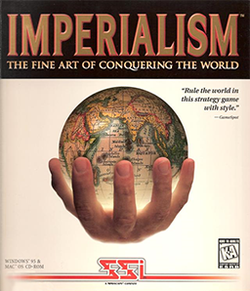 IMPERIALISM
THE FINE ART OF CONQUERING THE WORLD
"Rule the world in
this strategy game
with style."
—GameSpot
WINDOWS® 95 &
MAC® OS CD-ROM
SSI
K-A